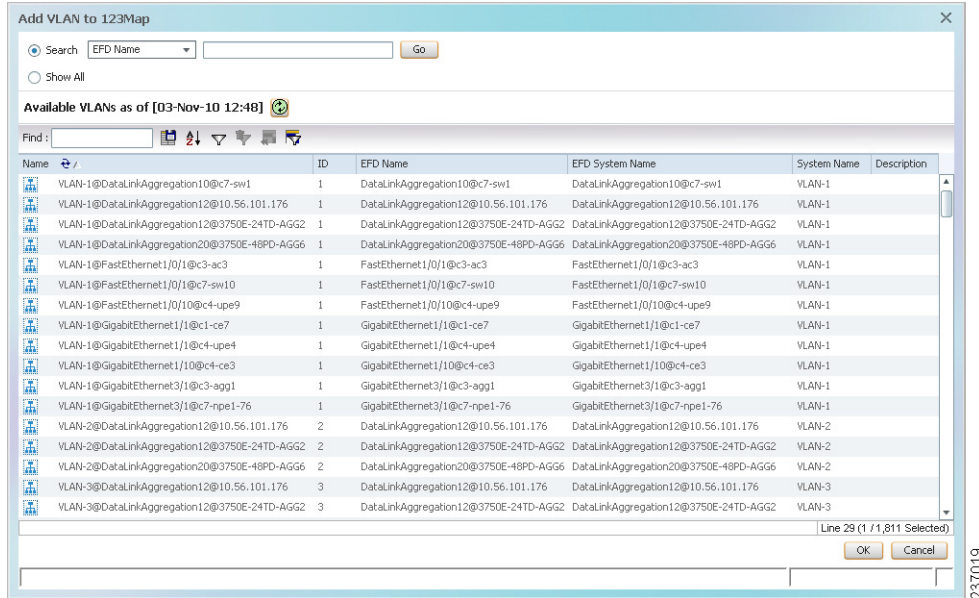 Add VLAN to 123Map
Search EFD Name Go
Show All
Available VLANs as of [03-Nov-10 12:48]
Find :
Name ID EFD Name EFD System Name System Name Description
VLAN-1@DataLinkAggregation10@c7-sw1 1 DataLinkAggregation10@c7-sw1 DataLinkAggregation10@c7-sw1 VLAN-1
VLAN-1@DataLinkAggregation12@10.56.101.176 1 DataLinkAggregation12@10.56.101.176 DataLinkAggregation12@10.56.101.176 VLAN-1
VLAN-1@DataLinkAggregation12@3750E-24TD-AGG2 1 DataLinkAggregation12@3750E-24TD-AGG2 DataLinkAggregation12@3750E-24TD-AGG2 VLAN-1
VLAN-1@DataLinkAggregation20@3750E-48PD-AGG6 1 DataLinkAggregation20@3750E-48PD-AGG6 DataLinkAggregation20@3750E-48PD-AGG6 VLAN-1
VLAN-1@FastEthernet1/0/1@c3-ac3 1 FastEthernet1/0/1@c3-ac3 FastEthernet1/0/1@c3-ac3 VLAN-1
VLAN-1@FastEthernet1/0/1@c7-sw10 1 FastEthernet1/0/1@c7-sw10 FastEthernet1/0/1@c7-sw10 VLAN-1
VLAN-1@FastEthernet1/0/10@c4-upe9 1 FastEthernet1/0/10@c4-upe9 FastEthernet1/0/10@c4-upe9 VLAN-1
VLAN-1@GigabitEthernet1/1@c1-ce7 1 GigabitEthernet1/1@c1-ce7 GigabitEthernet1/1@c1-ce7 VLAN-1
VLAN-1@GigabitEthernet1/1@c4-upe4 1 GigabitEthernet1/1@c4-upe4 GigabitEthernet1/1@c4-upe4 VLAN-1
VLAN-1@GigabitEthernet1/10@c4-ce3 1 GigabitEthernet1/10@c4-ce3 GigabitEthernet1/10@c4-ce3 VLAN-1
VLAN-1@GigabitEthernet3/1@c3-agg1 1 GigabitEthernet3/1@c3-agg1 GigabitEthernet3/1@c3-agg1 VLAN-1
VLAN-1@GigabitEthernet3/1@c7-npe1-76 1 GigabitEthernet3/1@c7-npe1-76 GigabitEthernet3/1@c7-npe1-76 VLAN-1
VLAN-2@DataLinkAggregation12@10.56.101.176 2 DataLinkAggregation12@10.56.101.176 DataLinkAggregation12@10.56.101.176 VLAN-2
VLAN-2@DataLinkAggregation12@3750E-24TD-AGG2 2 DataLinkAggregation12@3750E-24TD-AGG2 DataLinkAggregation12@3750E-24TD-AGG2 VLAN-2
VLAN-2@DataLinkAggregation20@3750E-48PD-AGG6 2 DataLinkAggregation20@3750E-48PD-AGG6 DataLinkAggregation20@3750E-48PD-AGG6 VLAN-2
VLAN-3@DataLinkAggregation12@10.56.101.176 3 DataLinkAggregation12@10.56.101.176 DataLinkAggregation12@10.56.101.176 VLAN-3
VLAN-3@DataLinkAggregation12@3750E-24TD-AGG2 3 DataLinkAggregation12@3750E-24TD-AGG2 DataLinkAggregation12@3750E-24TD-AGG2 VLAN-3
Line 29 (1 / 1,811 Selected)
OK Cancel
237019